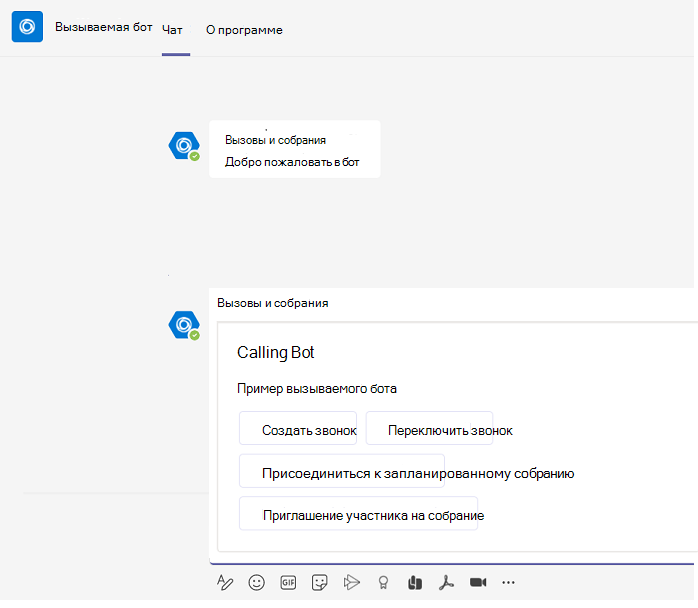 Вызываемая бот
Чат
О программе
Вызовы и собрания
Добро пожаловать в бот
Вызовы и собрания
Calling Bot
Пример вызываемого бота
Создать звонок
Переключить звонок
Присоединиться к запланированному собранию
Приглашение участника на собрание
GIF